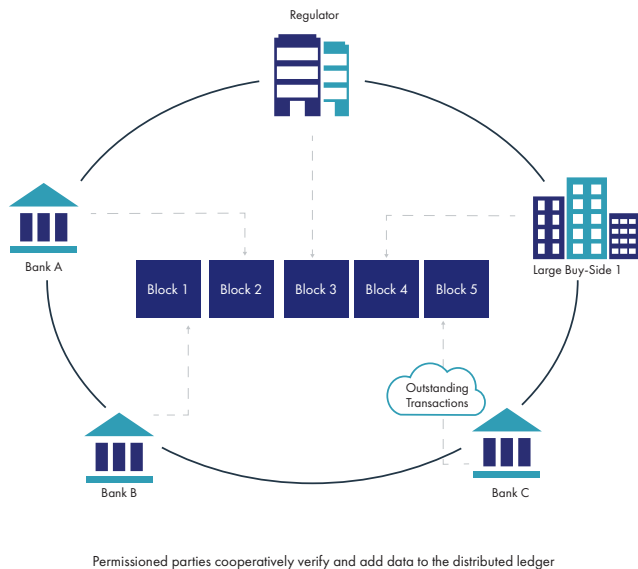 Regulator
Bank A
Large Buy-Side 1
Block 1
Block 2
Block 3
Block 4
Block 5
Outstanding
Transactions
Bank B
Bank C
Permissioned parties cooperatively verify and add data to the distributed ledger